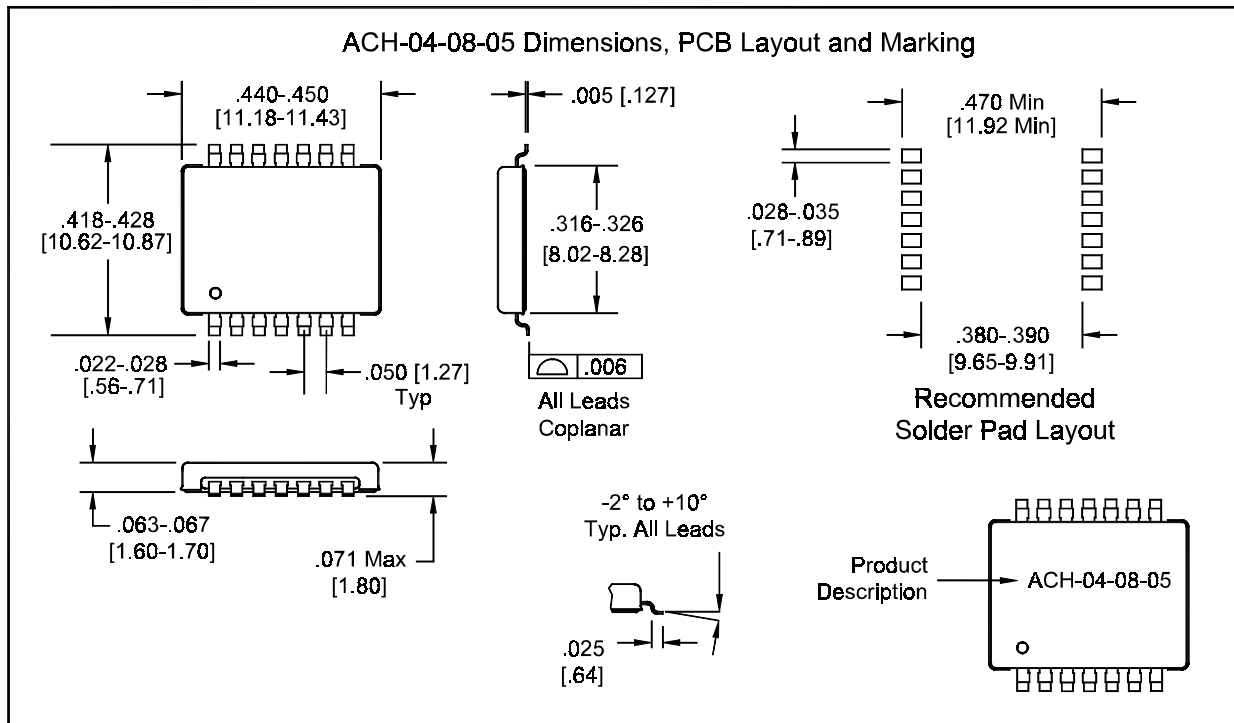 ACH-04-08-05 Dimensions, PCB Layout and Marking
.440-.450
[11.18-11.43]
.005 [.127]
.470 Min
[11.92 Min]
.418-.428
[10.62-10.87]
.316-.326
[8.02-8.28]
.028-.035
[.71-.89]
.022-.028
[.56-.71]
.050 [1.27]
Typ
.006
All Leads
Coplanar
.380-.390
[9.65-9.91]
Recommended
Solder Pad Layout
.063-.067
[1.60-1.70]
.071 Max
[1.80]
-2° to +10°
Typ. All Leads
.025
[.64]
Product
Description
ACH-04-08-05